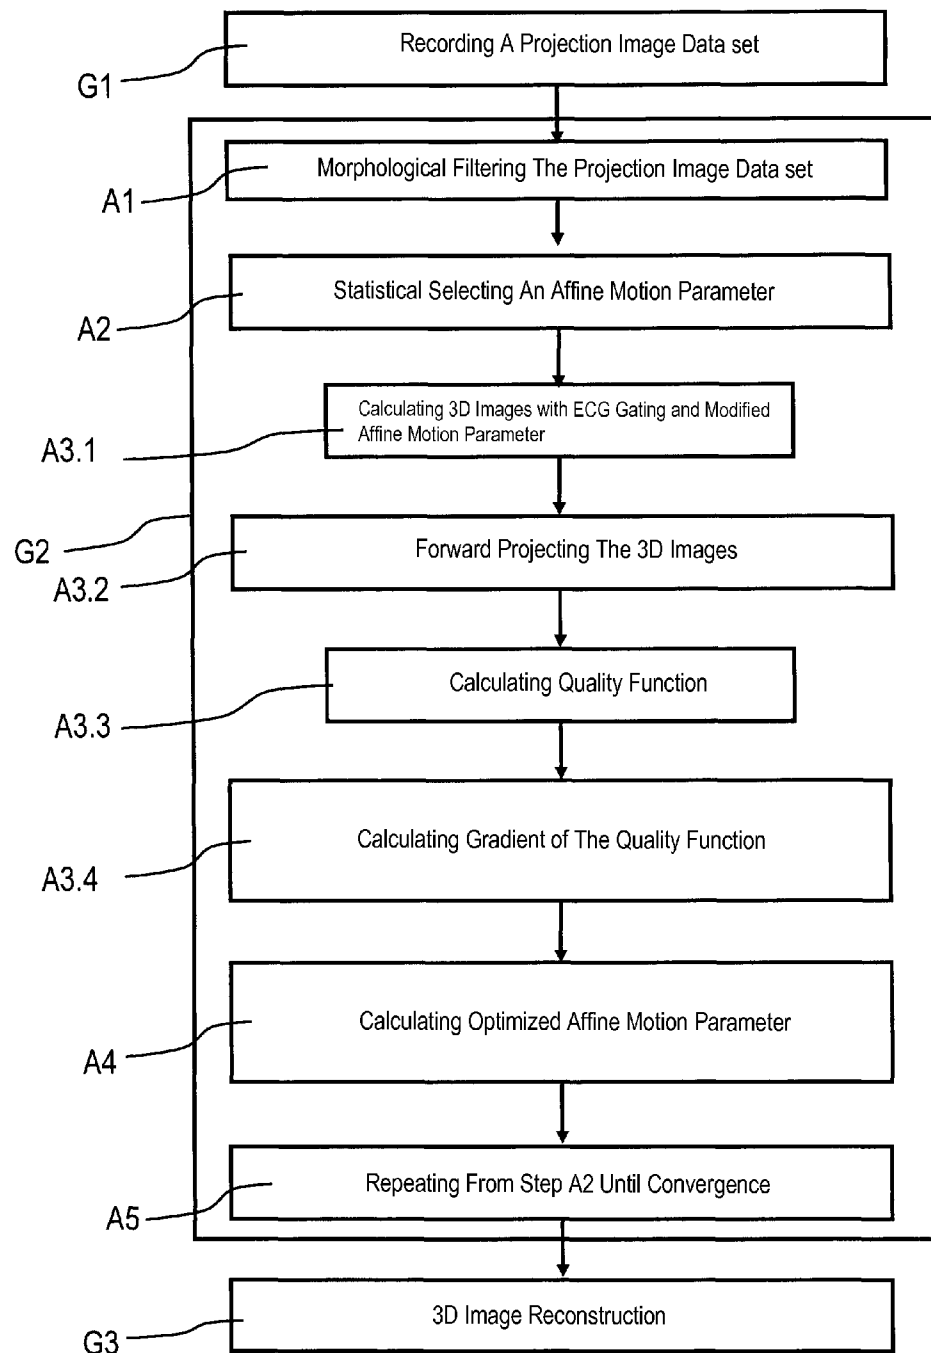 Recording A Projection Image Data set
G1
Morphological Filtering The Projection Image Data set
A1
Statistical Selecting An Affine Motion Parameter
A2
Calculating 3D Images with ECG Gating and Modified
Affine Motion Parameter
A3.1
Forward Projecting The 3D Images
G2
A3.2
Calculating Quality Function
A3.3
Calculating Gradient of The Quality Function
A3.4
Calculating Optimized Affine Motion Parameter
A4
Repeating From Step A2 Until Convergence
A5
3D Image Reconstruction
G3